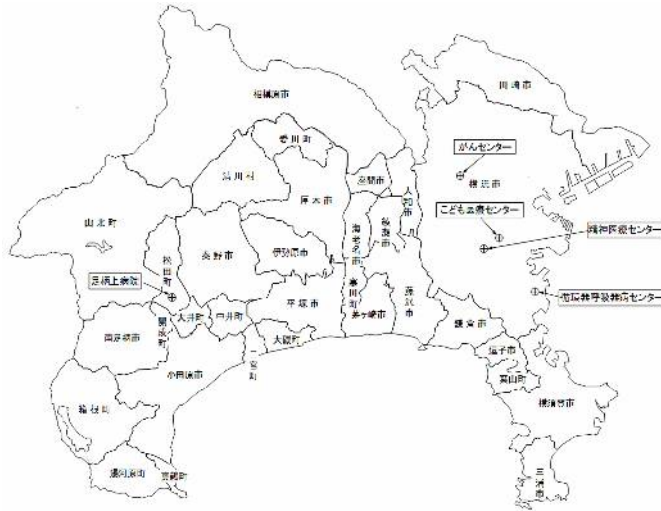 川崎市
相模原市
愛川町
がんセンター
座間市
清川村
横浜市
大和市
厚木市
こども医療センター
綾瀬市
山北町
海老名市
精神医療センター
秦野市
伊勢原市
松田町
足柄上病院
寒川町
藤沢市
循環器呼吸器病センター
平塚市
大井町
中井町
茅ヶ崎市
開成町
鎌倉市
南足柄市
大磯町
逗子市
二宮町
小田原市
葉山町
箱根町
横須賀市
湯河原町
真鶴町
三浦市